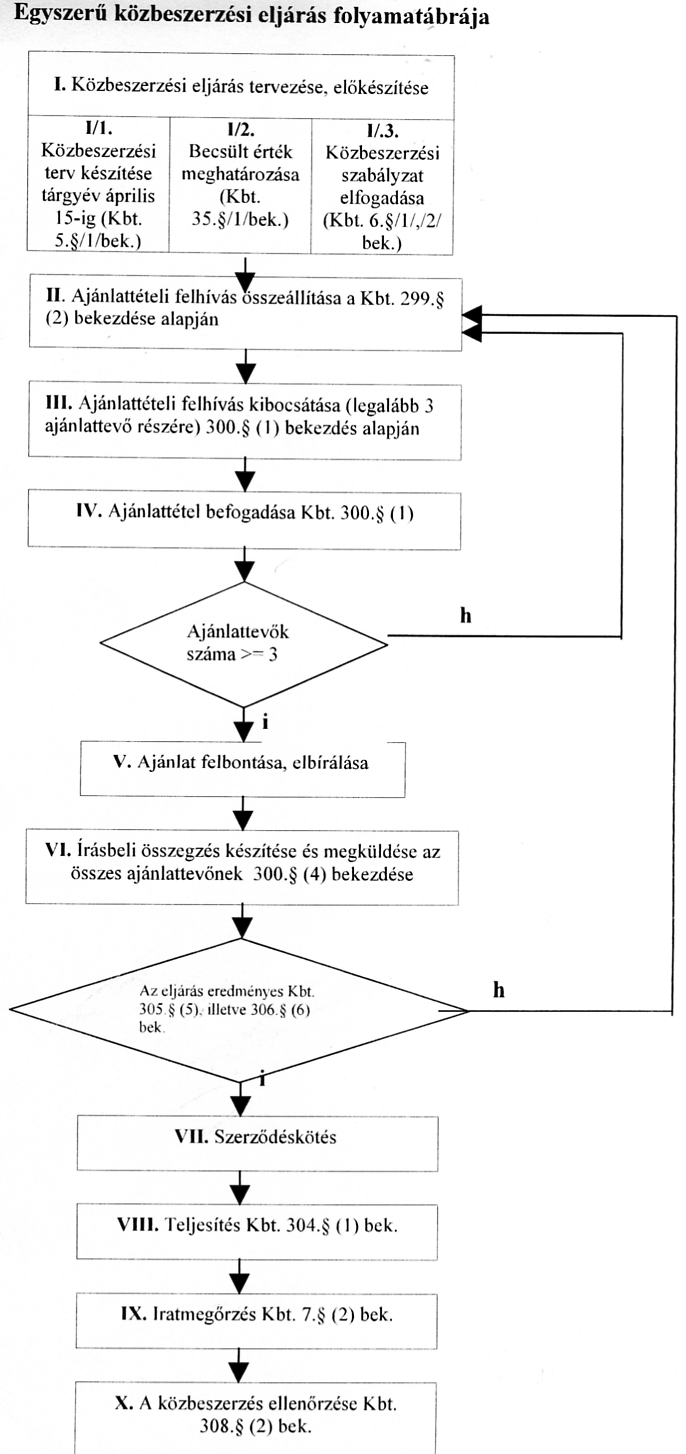 Egyszerű közbeszerzési eljárás folyamatábrája
I. Közbeszerzési eljárás tervezése, előkészítése
I/1.
Közbeszerzési
terv készítése
tárgyév április
15-ig (Kbt.
5.§/1/bek.)
I/2.
Becsült érték
meghatározása
(Kbt.
35.§/1/bek.)
I/.3.
Közbeszerzési
szabályzat
elfogadása
(Kbt. 6.§/1/,/2/
bek.)
II. Ajánlattételi felhívás összeállítása a Kbt. 299.§
(2) bekezdése alapján
III. Ajánlattételi felhívás kibocsátása (legalább 3
ajánlattevő részére) 300.§ (1) bekezdés alapján
IV. Ajánlattétel befogadása Kbt. 300.§ (1)
Ajánlattevők
száma >= 3
h
i
V. Ajánlat felbontása, elbírálása
VI. Írásbeli összegzés készítése és megküldése az
összes ajánlattevőnek 300.§ (4) bekezdése
Az eljárás eredményes Kbt.
305.§ (5), illetve 306.§ (6)
bek.
h
i
VII. Szerződéskötés
VIII. Teljesítés Kbt. 304.§ (1) bek.
IX. Iratmegőrzés Kbt. 7.§ (2) bek.
X. A közbeszerzés ellenőrzése Kbt.
308.§ (2) bek.